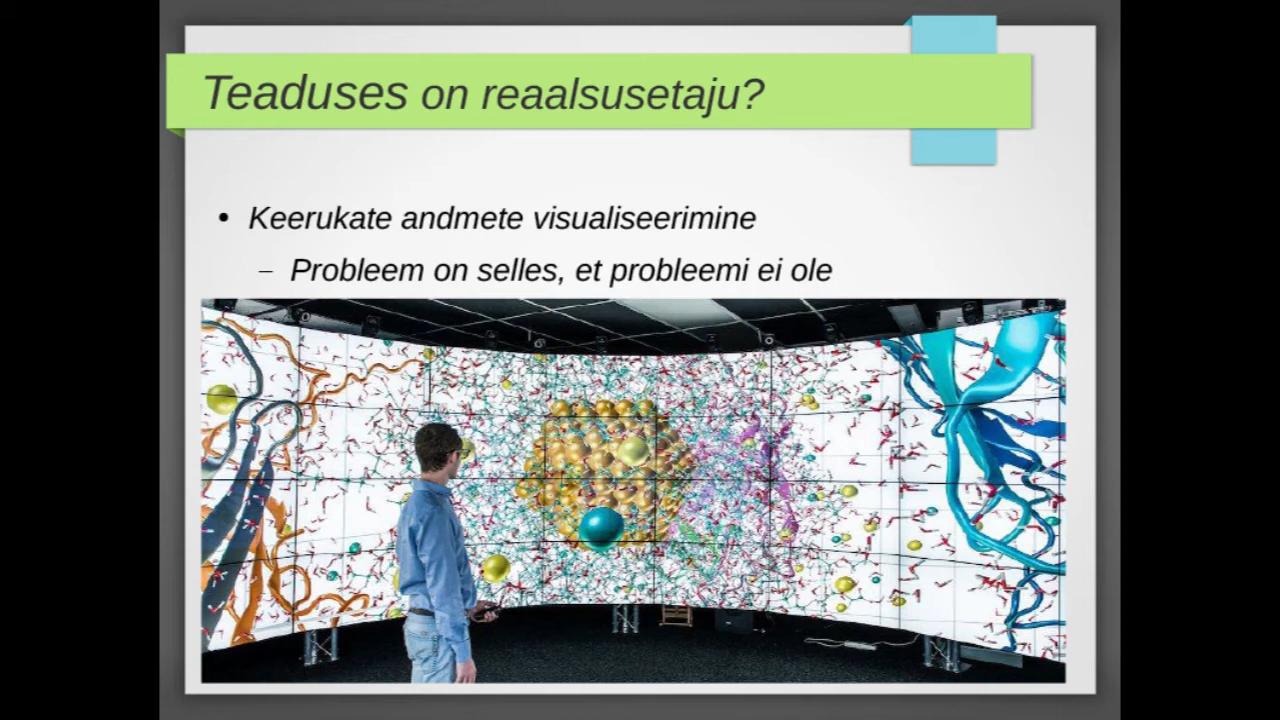 Teaduses on reaalsusetaju?
• Keerukate andmete visualiseerimine
– Probleem on selles, et probleemi ei ole